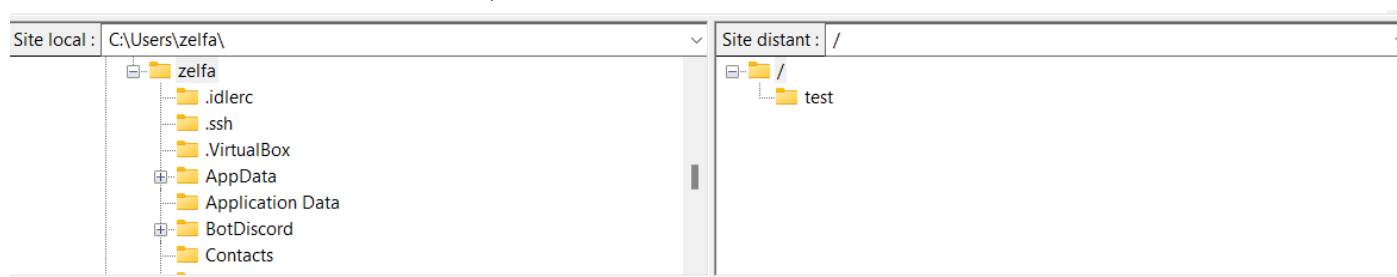 Site local : C:\Users\zelfa\
zelfa
.idlerc
.ssh
.VirtualBox
AppData
Application Data
BotDiscord
Contacts
Site distant : /
/
test